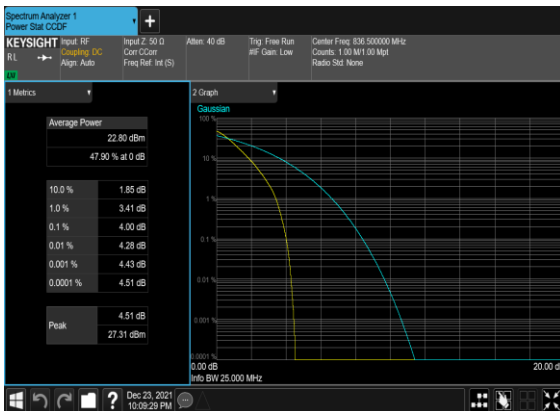 Spectrum Analyzer 1
Power Stat CCDF
KEYSIGHT
RL
Input: RF
Coupling: DC
Align: Auto
Input Z: 50 Ω
Corr CCorr
Freq Ref: Int (S)
Atten: 40 dB
Trig: Free Run
#IF Gain: Low
Center Freq: 836.500000 MHz
Counts: 1.00 M/1.00 Mpt
Radio Std: None
LVI
1 Metrics
Average Power
22.80 dBm
47.90 % at 0 dB
10.0 % 1.85 dB
1.0 % 3.41 dB
0.1 % 4.00 dB
0.01 % 4.28 dB
0.001 % 4.43 dB
0.0001 % 4.51 dB
Peak
4.51 dB
27.31 dBm
2 Graph
Gaussian
100 %
10 %
1 %
0.1 %
0.01 %
0.001 %
0.0001 %
0.00 dB
20.00 d
Info BW 25.000 MHz
Dec 23, 2021
10:09:29 PM